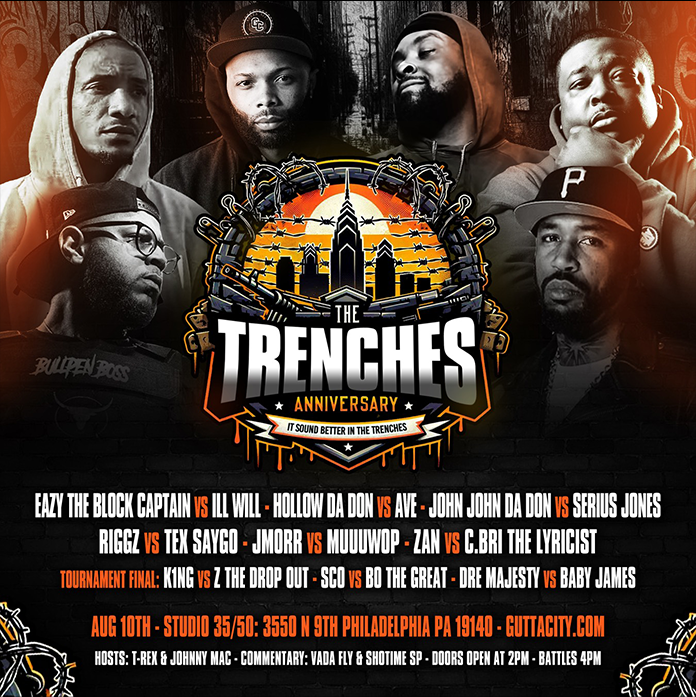 GC
P
BULLPEN BOSS
THE
TRENCHES
ANNIVERSARY
IT SOUND BETTER IN THE TRENCHES
EAZY THE BLOCK CAPTAIN VS ILL WILL - HOLLOW DA DON VS AVE - JOHN JOHN DA DON VS SERIUS JONES
RIGGZ VS TEX SAYGO - JMORR VS MUUUWOP - ZAN VS C.BRI THE LYRICIST
TOURNAMENT FINAL: K1NG VS Z THE DROP OUT - SCO VS BO THE GREAT - DRE MAJESTY VS BABY JAMES
AUG 10TH - STUDIO 35/50: 3550 N 9TH PHILADELPHIA PA 19140 - GUTTACITY.COM
HOSTS: T-REX & JOHNNY MAC - COMMENTARY: VADA FLY & SHOTIME SP - DOORS OPEN AT 2PM - BATTLES 4PM